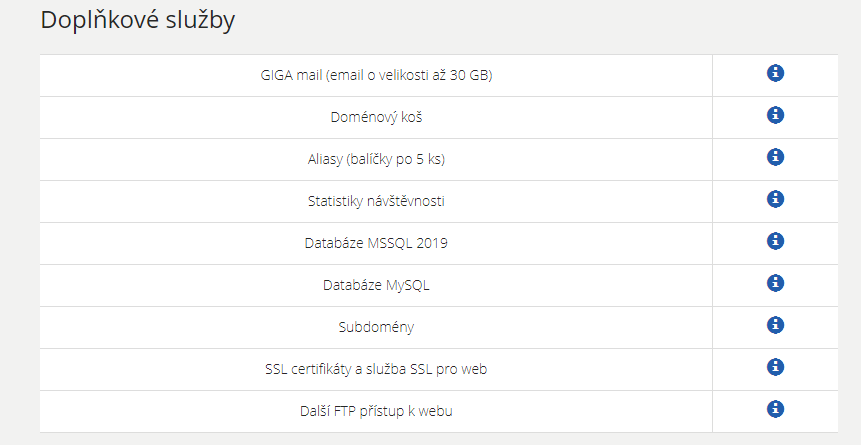 Doplňkové služby
GIGA mail (email o velikosti až 30 GB)
Doménový koš
Aliasy (balíčky po 5 ks)
Statistiky návštěvnosti
Databáze MSSQL 2019
Databáze MySQL
Subdomény
SSL certifikáty a služba SSL pro web
Další FTP přístup k webu